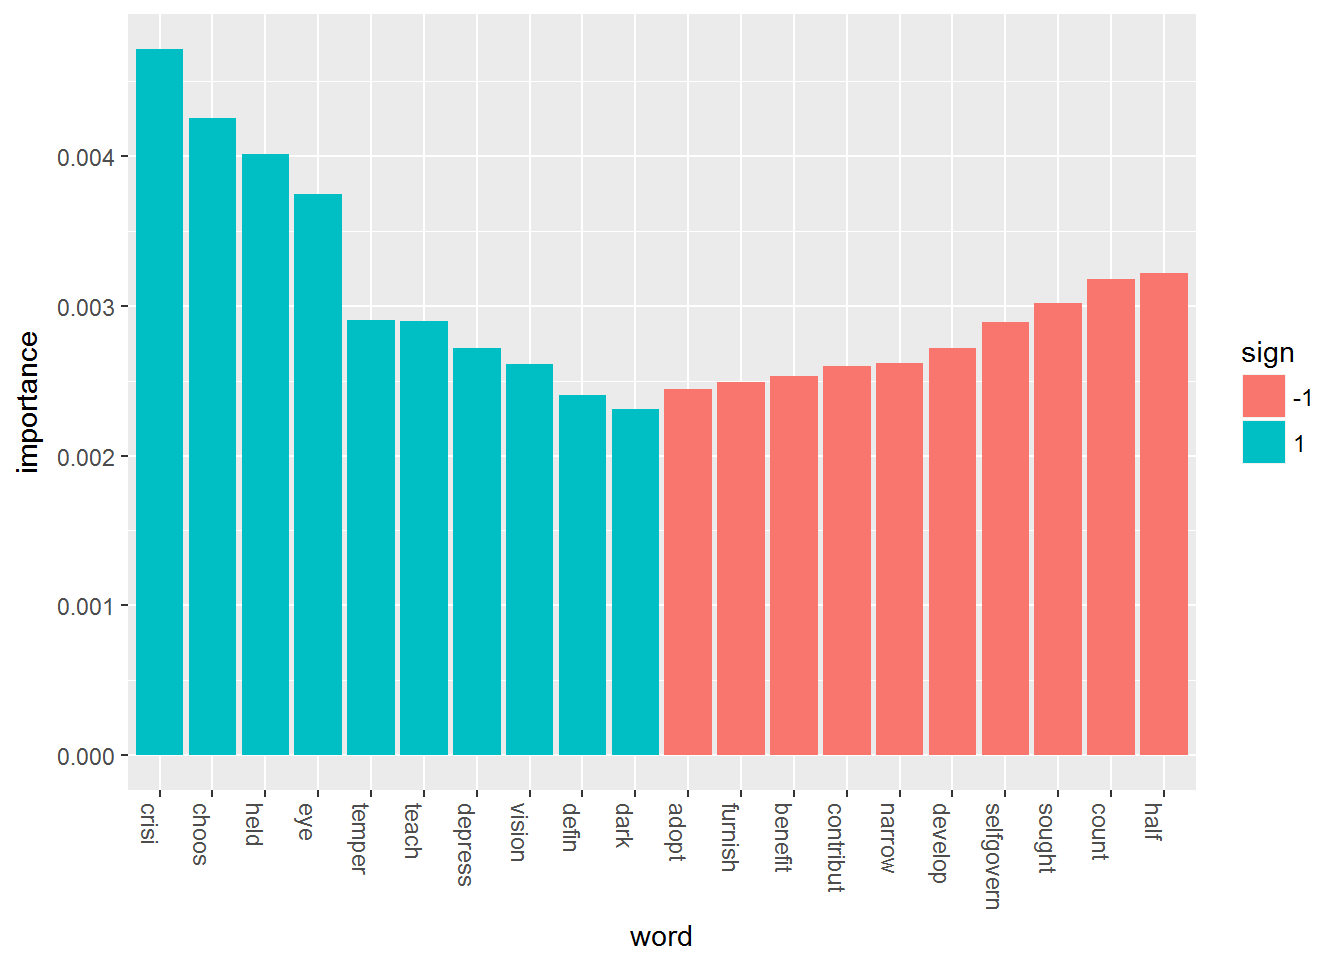 importance
0.004
0.003
0.002
0.001
0.000
crisi
choos
held
eye
temper
teach
depress
vision
defin
dark
adopt
furnish
benefit
contribut
narrow
develop
selfgovern
sought
count
half
word
sign
-1
1